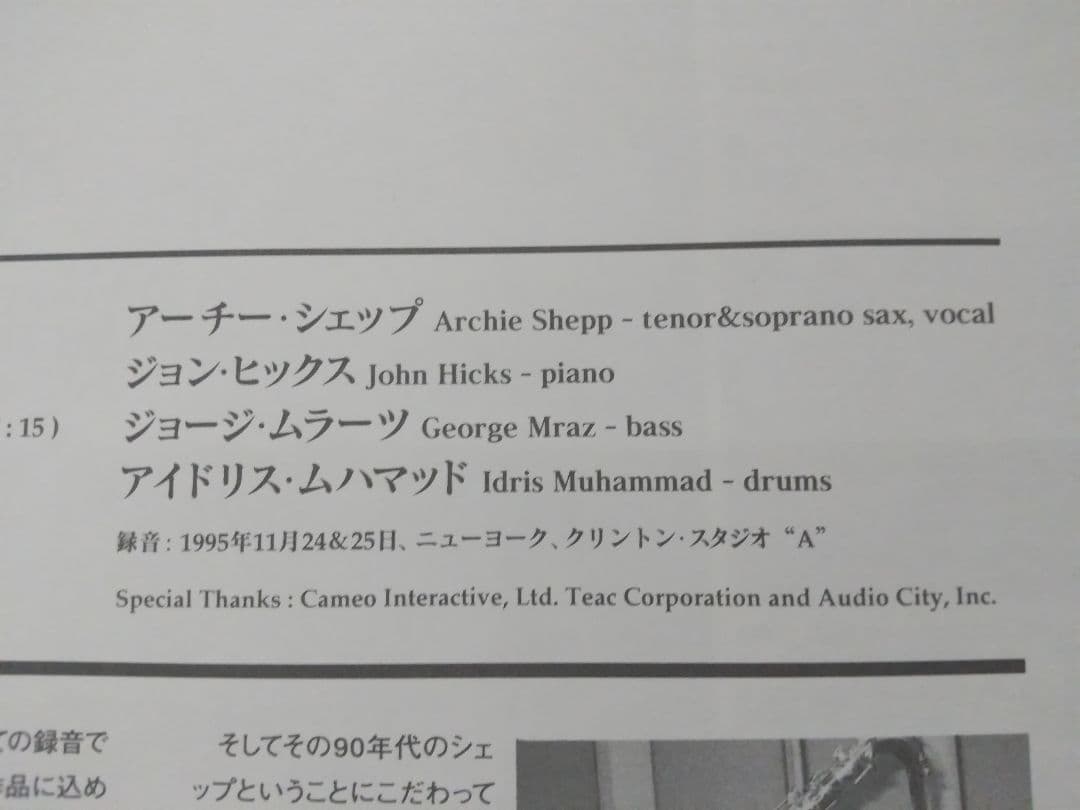 アーチー・シェップ Archie Shepp – tenor&soprano sax, vocal
ジョン・ヒックス John Hicks – piano
:15)
ジョージ・ムラーツ George Mraz – bass
アイドリス・ムハマッド Idris Muhammad – drums
録音 : 1995年11月24&25日、ニューヨーク、クリントン・スタジオ “A”
Special Thanks : Cameo Interactive, Ltd. Teac Corporation and Audio City, Inc.
の録音で
品に込め
そしてその90年代のシェ
ップということにこだわって